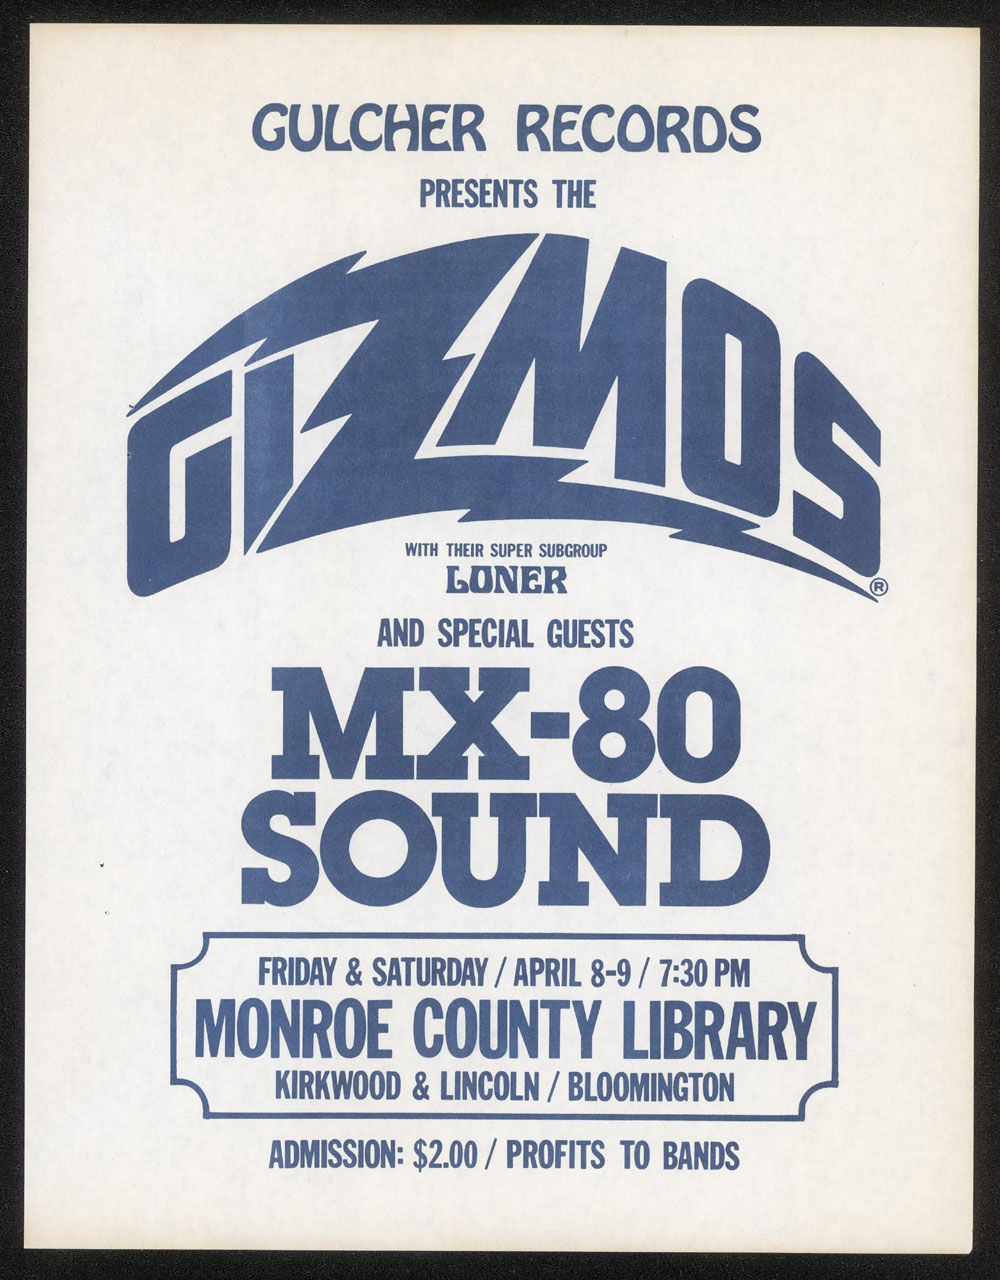 GULCHER RECORDS
PRESENTS THE
GIZMOS ®
WITH THEIR SUPER SUBGROUP
LONER
AND SPECIAL GUESTS
MX-80
SOUND
FRIDAY & SATURDAY / APRIL 8-9 / 7:30 PM
MONROE COUNTY LIBRARY
KIRKWOOD & LINCOLN / BLOOMINGTON
ADMISSION: $2.00 / PROFITS TO BANDS